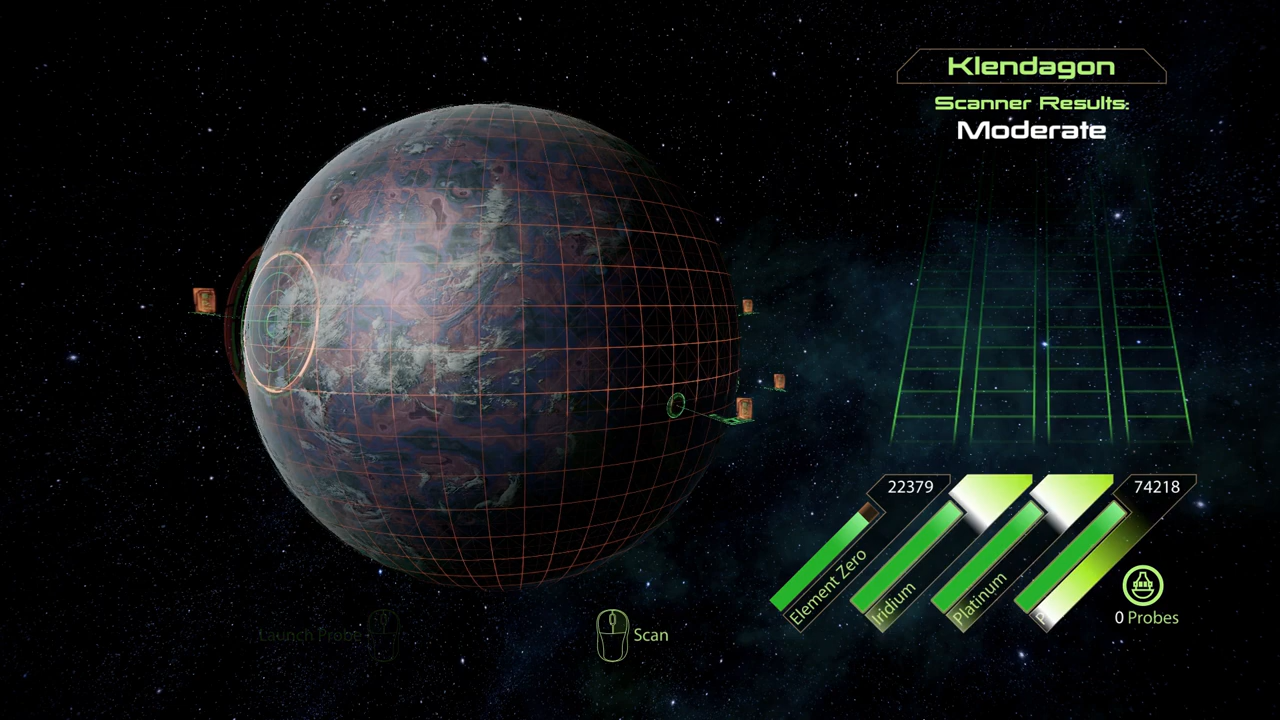 Klendagon
Scanner Results:
Moderate
22379
74218
Element Zero
Iridium
Platinum
0 Probes
Launch Probe
Scan